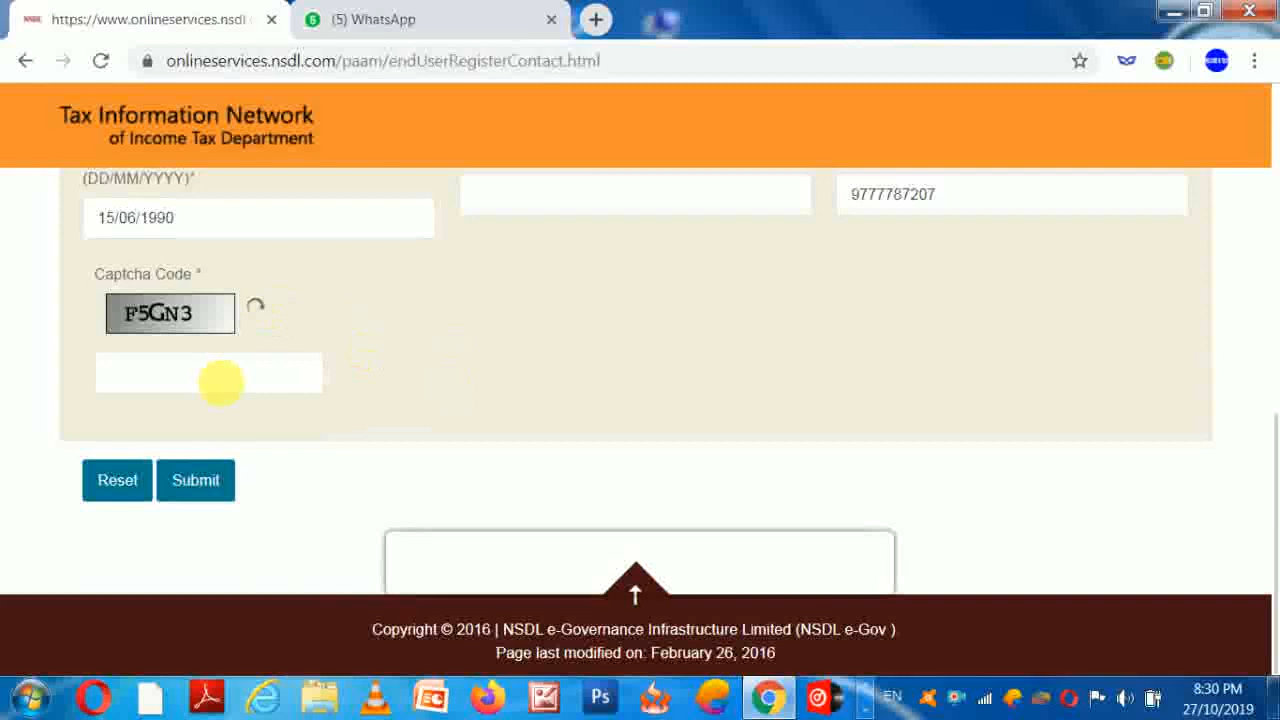 https://www.onlineservices.nsdl
(5) WhatsApp
onlineservices.nsdl.com/paam/endUserRegisterContact.html
Tax Information Network
of Income Tax Department
(DD/MM/YYYY)*
15/06/1990
9777787207
Captcha Code *
F5GN3
Reset
Submit
Copyright © 2016 | NSDL e-Governance Infrastructure Limited (NSDL e-Gov )
Page last modified on: February 26, 2016
Ps
EN
8:30 PM
27/10/2019